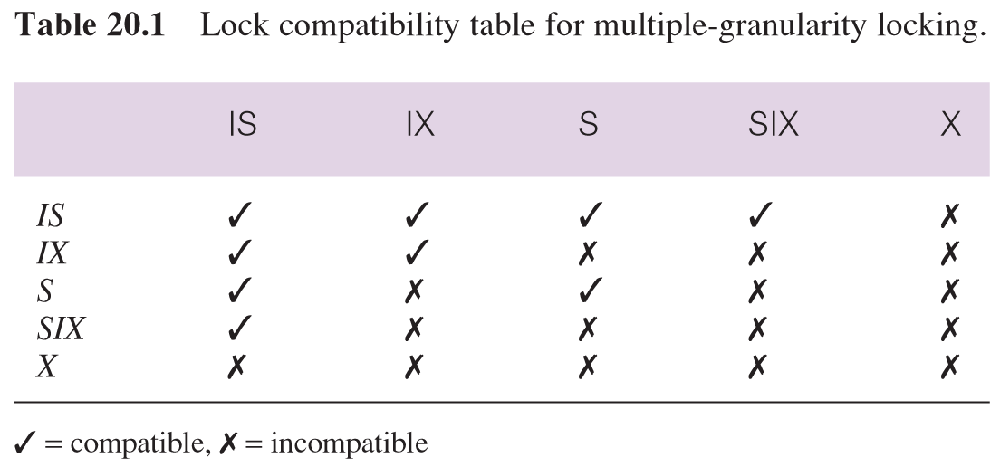 Table 20.1 Lock compatibility table for multiple-granularity locking.
IS IX S SIX X
IS ✓ ✓ ✓ ✓ ✗
IX ✓ ✓ ✗ ✗ ✗
S ✓ ✗ ✓ ✗ ✗
SIX ✓ ✗ ✗ ✗ ✗
X ✗ ✗ ✗ ✗ ✗
✓ = compatible, ✗ = incompatible